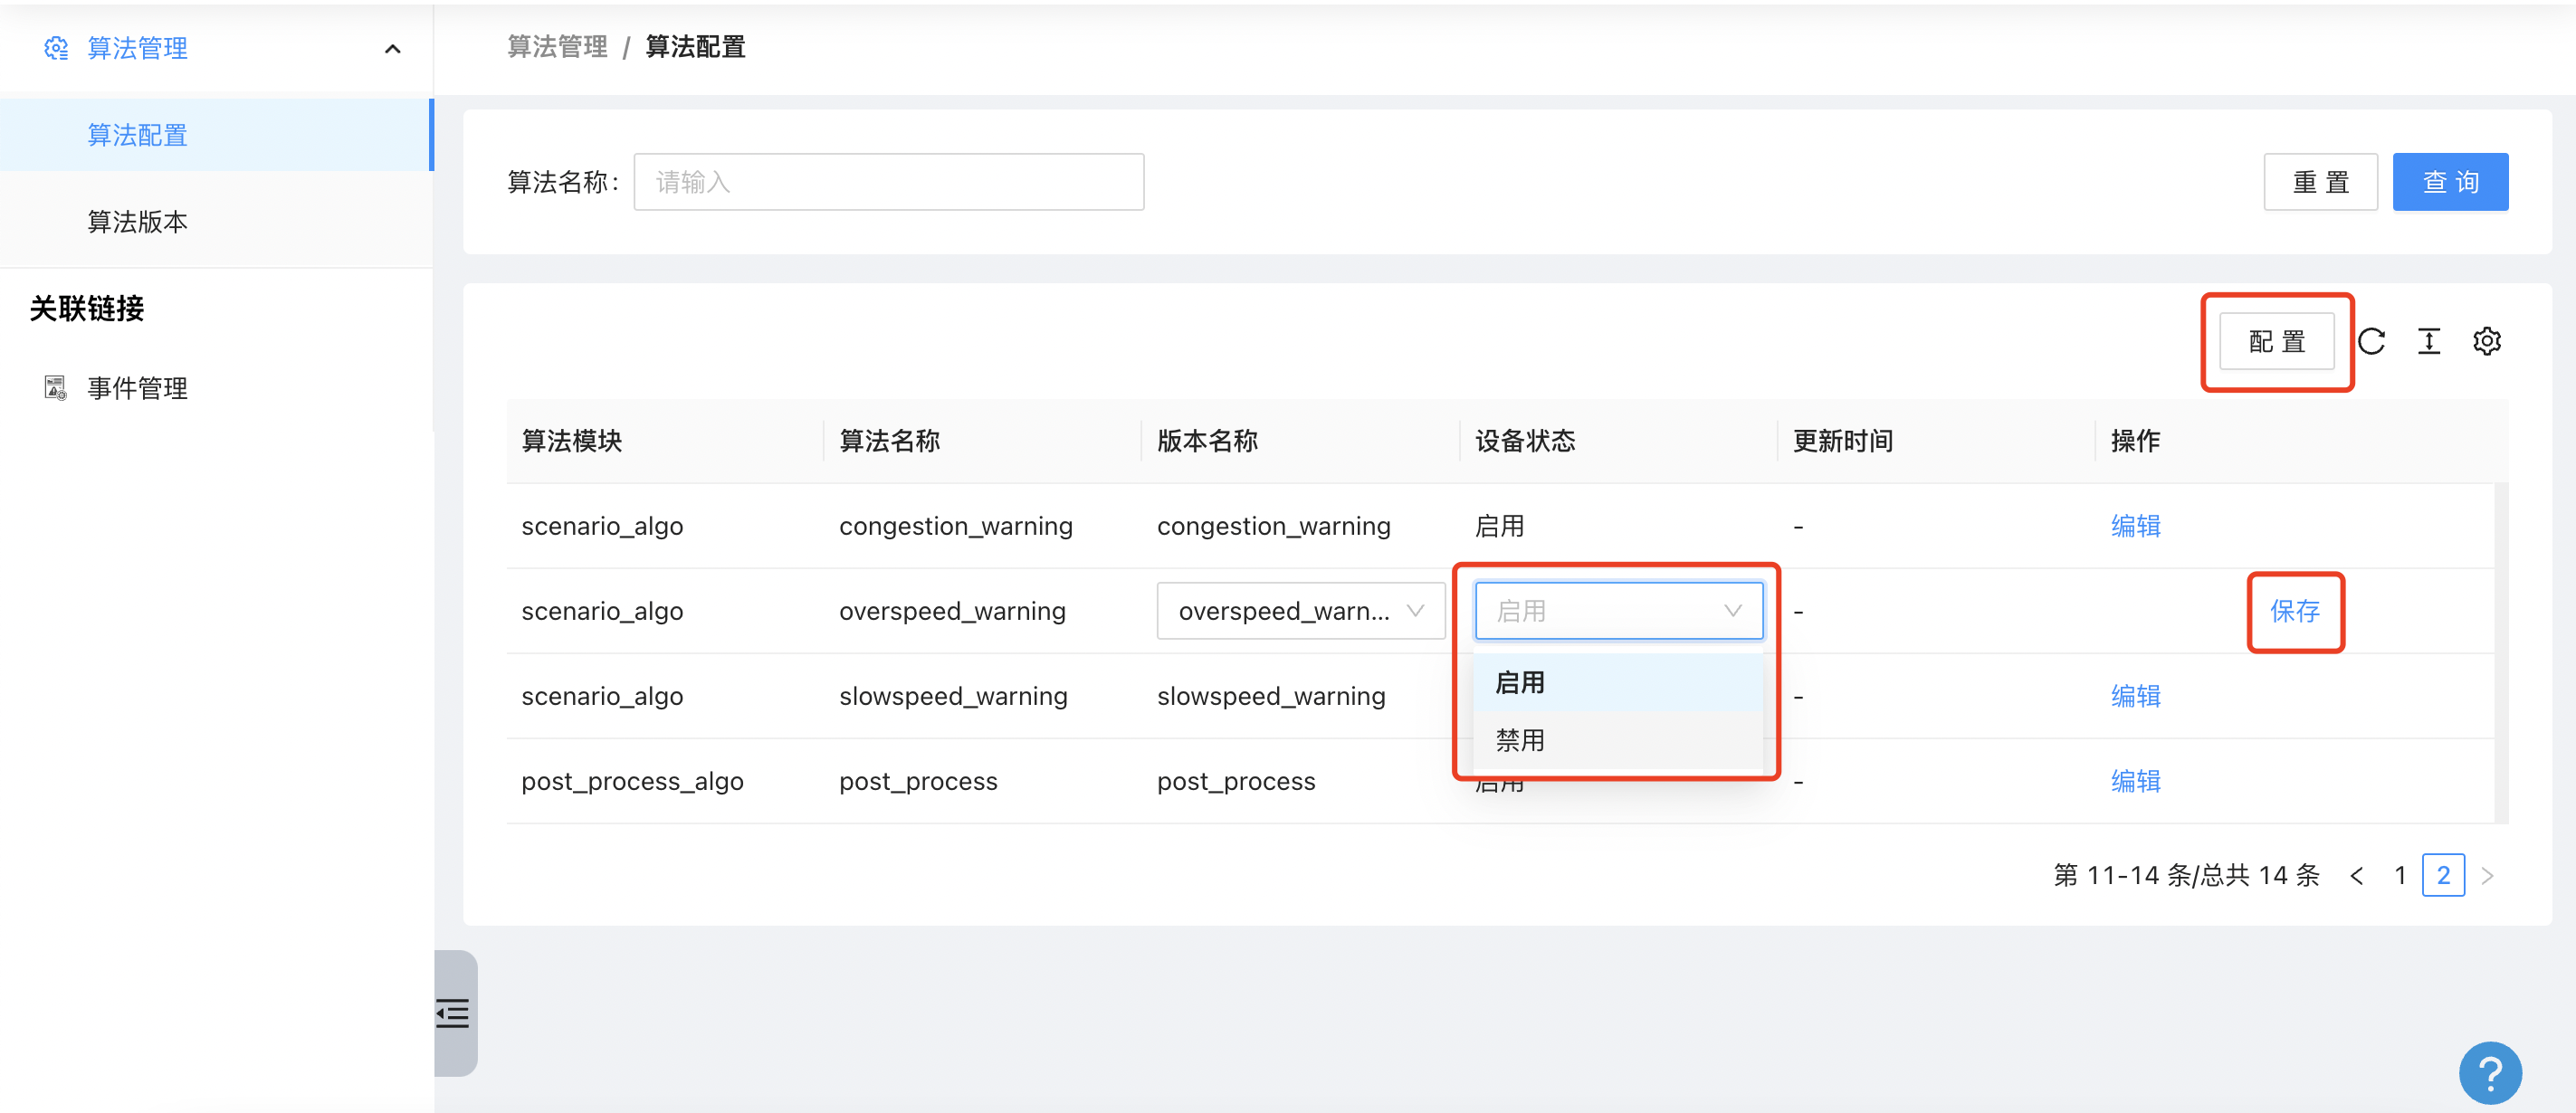 算法管理
算法配置
算法版本
关联链接
事件管理
算法管理 / 算法配置
算法名称: 请输入 重 置 查 询
配 置
算法模块 算法名称 版本名称 设备状态 更新时间 操作
scenario_algo congestion_warning congestion_warning 启用 - 编辑
scenario_algo overspeed_warning overspeed_warn... 启用 - 保存
启用
禁用
scenario_algo slowspeed_warning slowspeed_warning - 编辑
post_process_algo post_process post_process 启用 - 编辑
第 11-14 条/总共 14 条 < 1 2 >
?